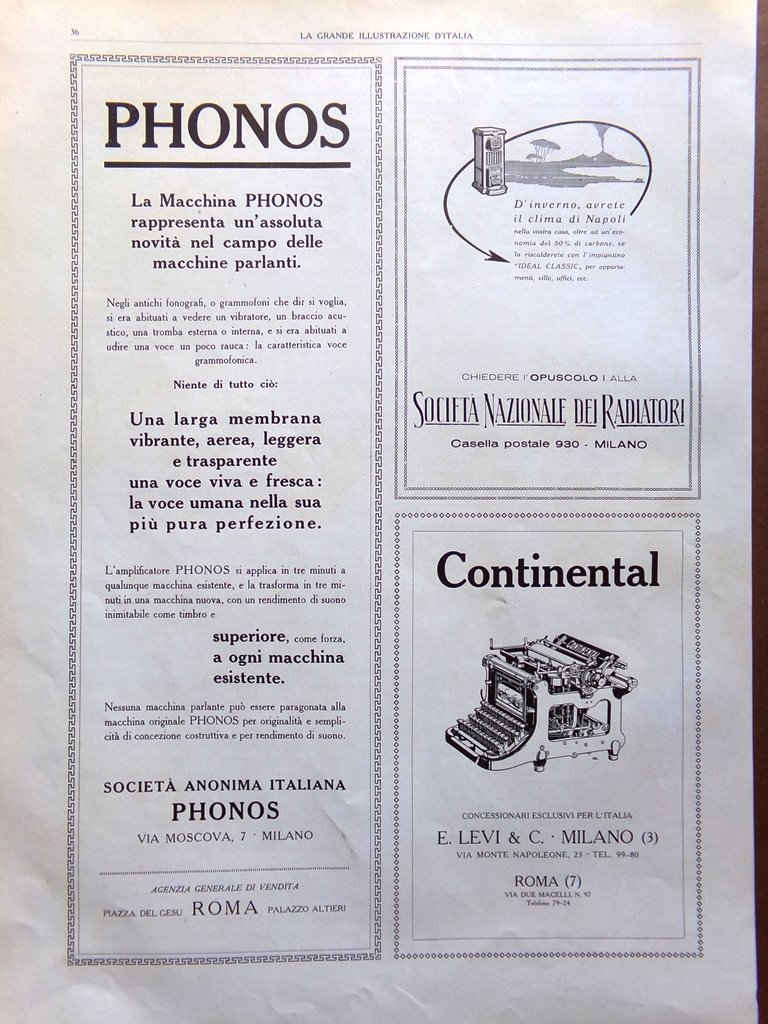 36
LA GRANDE ILLUSTRAZIONE D'ITALIA
PHONOS
La Macchina PHONOS
rappresenta un'assoluta
novità nel campo delle
macchine parlanti.
Negli antichi fonografi, o grammofoni che dir si voglia,
si era abituati a vedere un vibratore, un braccio acu-
stico, una tromba esterna o interna, e si era abituati a
udire una voce un poco rauca: la caratteristica voce
grammofonica.
Niente di tutto ciò:
Una larga membrana
vibrante, aerea, leggera
e trasparente
una voce viva e fresca:
la voce umana nella sua
più pura perfezione.
L'amplificatore PHONOS si applica in tre minuti a
qualunque macchina esistente, e la trasforma in tre mi-
nuti in una macchina nuova, con un rendimento di suono
inimitabile come timbro e
superiore, come forza,
a ogni macchina
esistente.
Nessuna macchina parlante può essere paragonata alla
macchina originale PHONOS per originalità e sempli-
cità di concezione costruttiva e per rendimento di suono.
SOCIETÀ ANONIMA ITALIANA
PHONOS
VIA MOSCOVA, 7 · MILANO
AGENZIA GENERALE DI VENDITA
PIAZZA DEL GESU ROMA PALAZZO ALTIERI
D'inverno, avrete
il clima di Napoli
nella vostra casa, oltre ad un'eco-
nomia del 50% di carbone, se
la riscalderete con l'impiantino
"IDEAL CLASSIC,, per apparta-
menti, ville, uffici, ecc.
CHIEDERE l'OPUSCOLO I ALLA
SOCIETÀ NAZIONALE DEI RADIATORI
Casella postale 930 - MILANO
Continental
CONTINENTAL
CONCESSIONARI ESCLUSIVI PER L'ITALIA
E. LEVI & C. · MILANO (3)
VIA MONTE NAPOLEONE, 23 · TEL. 99-80
ROMA (7)
VIA DUE MACELLI, N. 97
Telefono 79-24